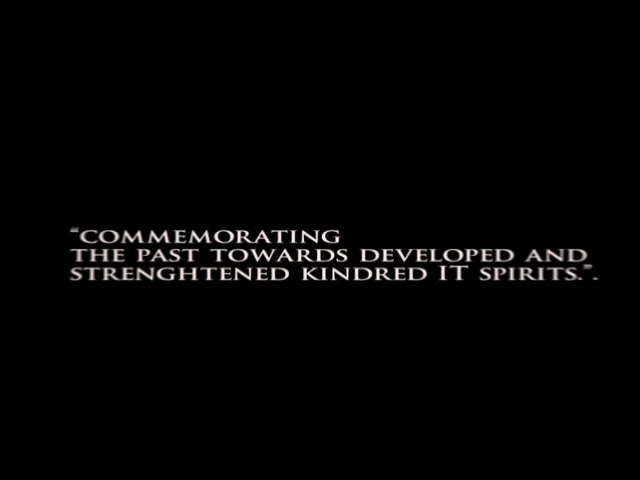 “COMMEMORATING
THE PAST TOWARDS DEVELOPED AND
STRENGHTENED KINDRED IT SPIRITS.”.